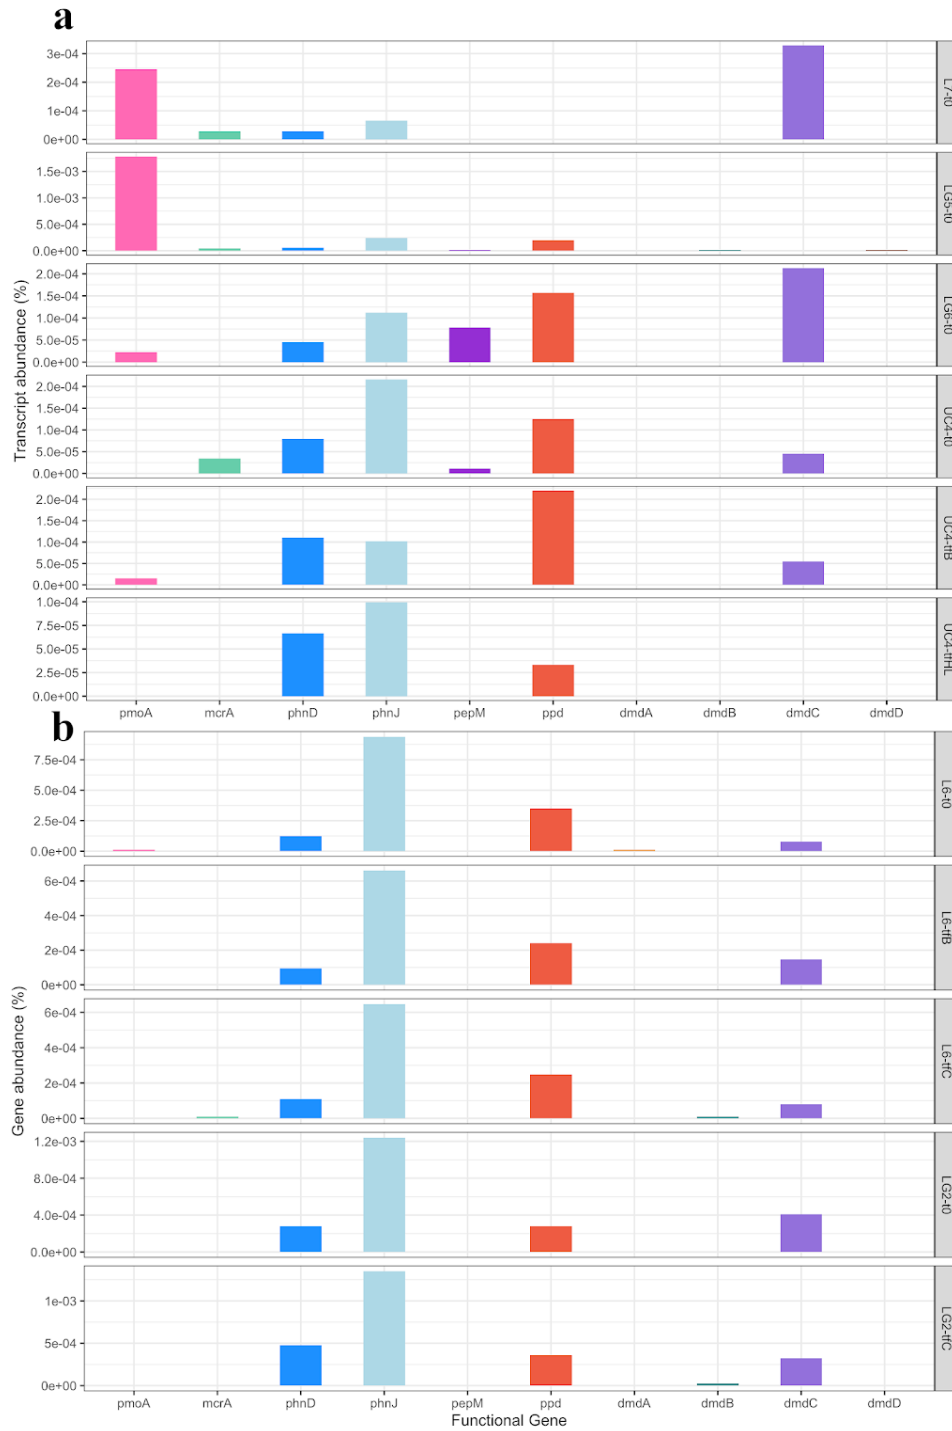 a
3e-04
2e-04
1e-04
0e+00
L7-t0
1.5e-03
1.0e-03
5.0e-04
0.0e+00
LG5-t0
2.0e-04
1.5e-04
1.0e-04
5.0e-05
0.0e+00
LG6-t0
Transcript abundance (%)
2.0e-04
1.5e-04
1.0e-04
5.0e-05
0.0e+00
UC4-t0
2.0e-04
1.5e-04
1.0e-04
5.0e-05
0.0e+00
UC4-tfB
1.0e-04
7.5e-05
5.0e-05
2.5e-05
0.0e+00
UC4-tfHL
pmoA mcrA phnD phnJ pepM ppd dmdA dmdB dmdC dmdD
b
7.5e-04
5.0e-04
2.5e-04
0.0e+00
L6-t0
6e-04
4e-04
2e-04
0e+00
L6-tfB
Gene abundance (%)
6e-04
4e-04
2e-04
0e+00
L6-tfC
1.2e-03
8.0e-04
4.0e-04
0.0e+00
LG2-t0
1e-03
5e-04
0e+00
LG2-tfC
pmoA mcrA phnD phnJ pepM ppd dmdA dmdB dmdC dmdD
Functional Gene